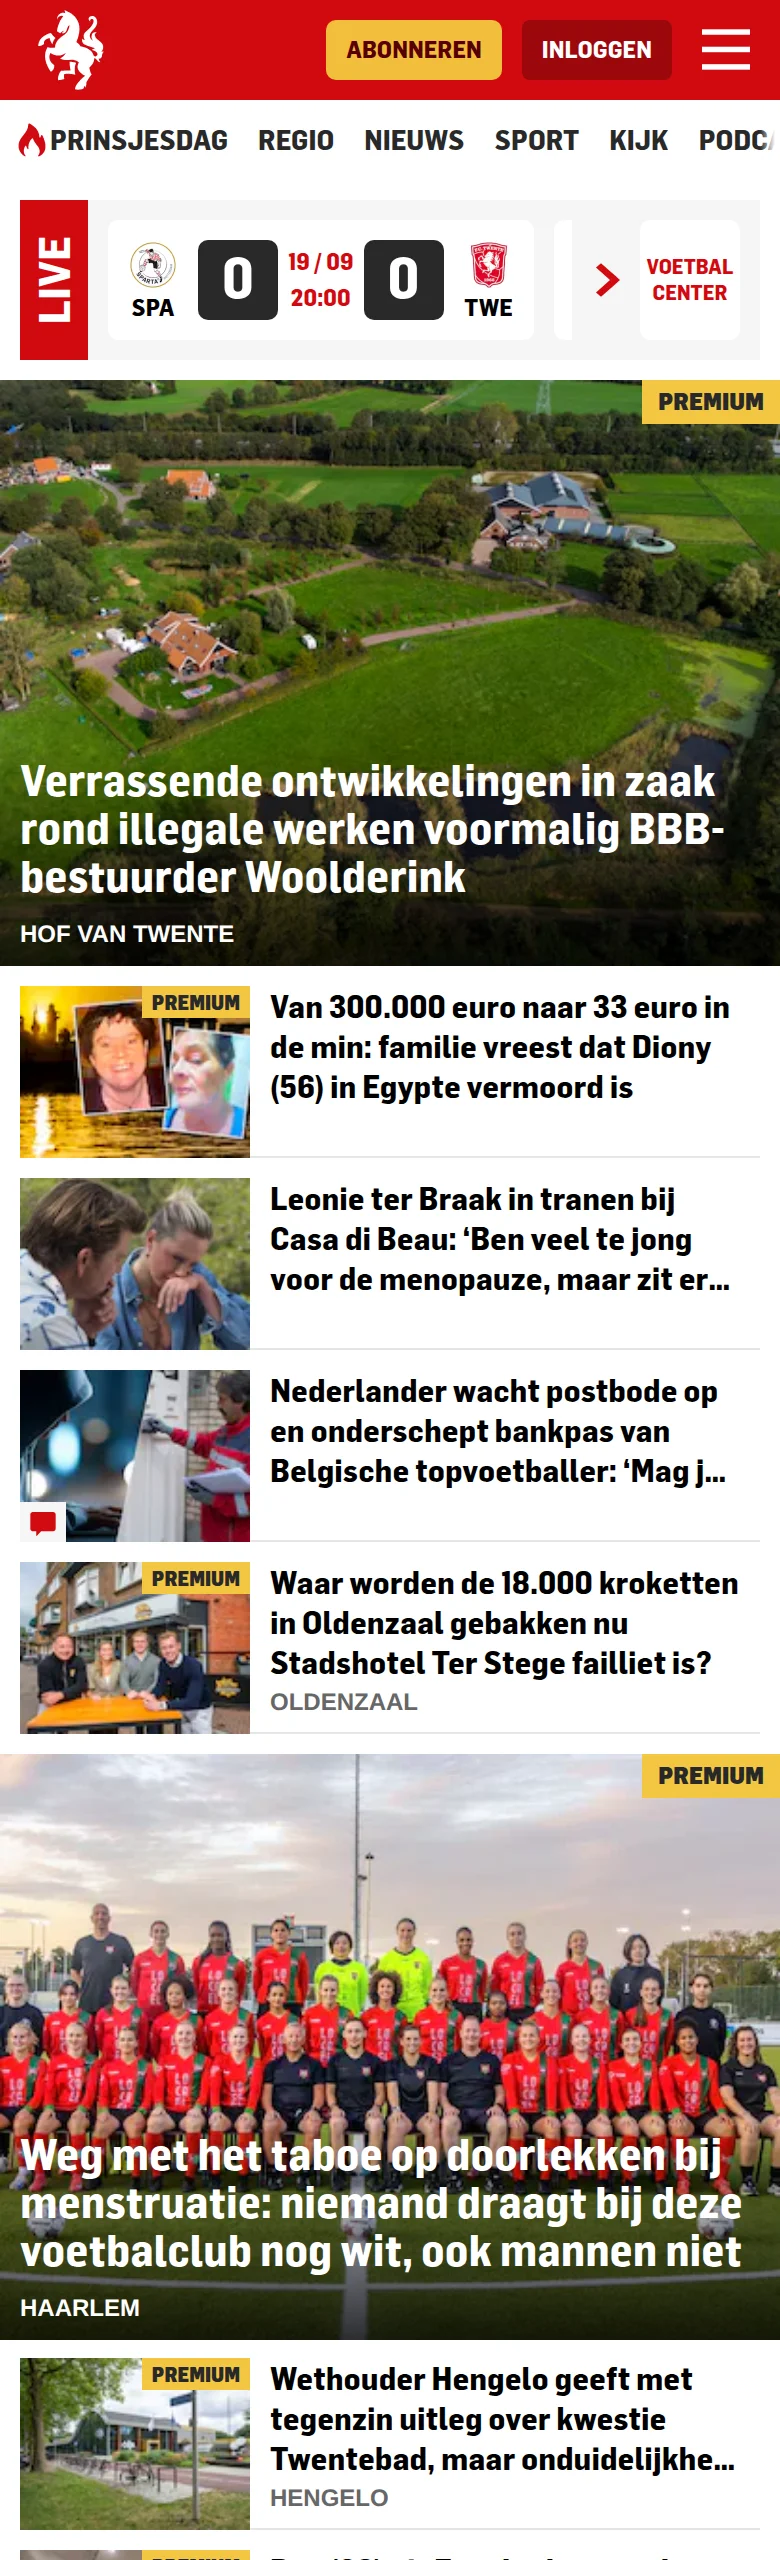 ABONNEREN
INLOGGEN
PRINSJESDAG REGIO NIEUWS SPORT KIJK
LIVE
SPA
0
19 / 09
20:00
0
TWE
VOETBAL
CENTER
PREMIUM
Verrassende ontwikkelingen in zaak
rond illegale werken voormalig BBB-
bestuurder Woolderink
HOF VAN TWENTE
PREMIUM
Van 300.000 euro naar 33 euro in
de min: familie vreest dat Diony
(56) in Egypte vermoord is
Leonie ter Braak in tranen bij
Casa di Beau: ‘Ben veel te jong
voor de menopauze, maar zit er...
Nederlander wacht postbode op
en onderschept bankpas van
Belgische topvoetballer: ‘Mag j...
PREMIUM
Waar worden de 18.000 kroketten
in Oldenzaal gebakken nu
Stadshotel Ter Stege failliet is?
OLDENZAAL
PREMIUM
Weg met het taboe op doorlekken bij
menstruatie: niemand draagt bij deze
voetbalclub nog wit, ook mannen niet
HAARLEM
PREMIUM
Wethouder Hengelo geeft met
tegenzin uitleg over kwestie
Twentebad, maar onduidelijkhe...
HENGELO